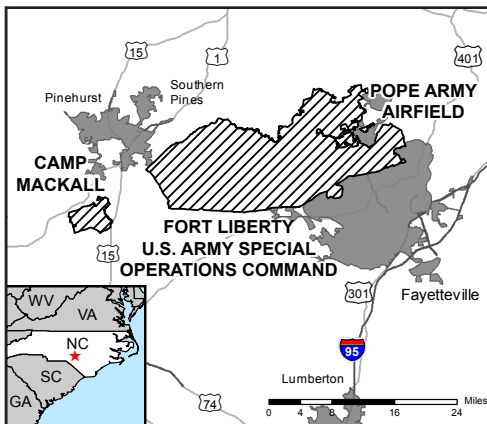 15
1
401
Southern
Pines
Pinehurst
POPE ARMY
AIRFIELD
CAMP
MACKALL
FORT LIBERTY
U.S. ARMY SPECIAL
OPERATIONS COMMAND
15
301
Fayetteville
WV
VA
NC
SC
GA
95
Lumberton
74
Miles
0 4 8 16 24